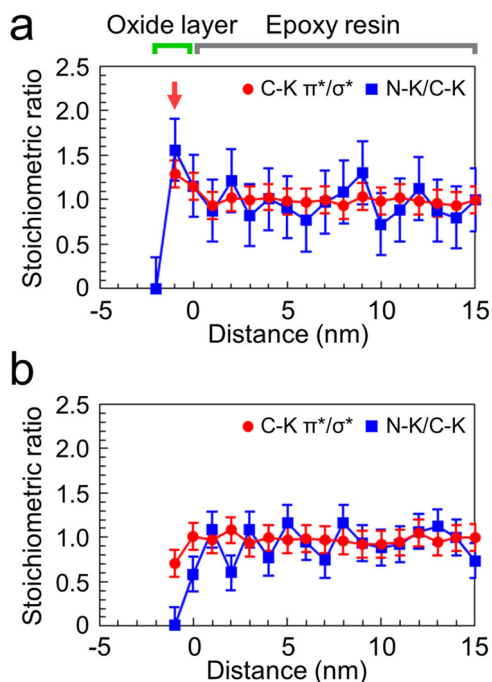 a
Oxide layer Epoxy resin
2.5
C-K π*/σ* N-K/C-K
2.0
1.5
1.0
0.5
0
Stoichiometric ratio
-5 0 5 10 15
Distance (nm)
b
2.5
C-K π*/σ* N-K/C-K
2.0
1.5
1.0
0.5
0
Stoichiometric ratio
-5 0 5 10 15
Distance (nm)